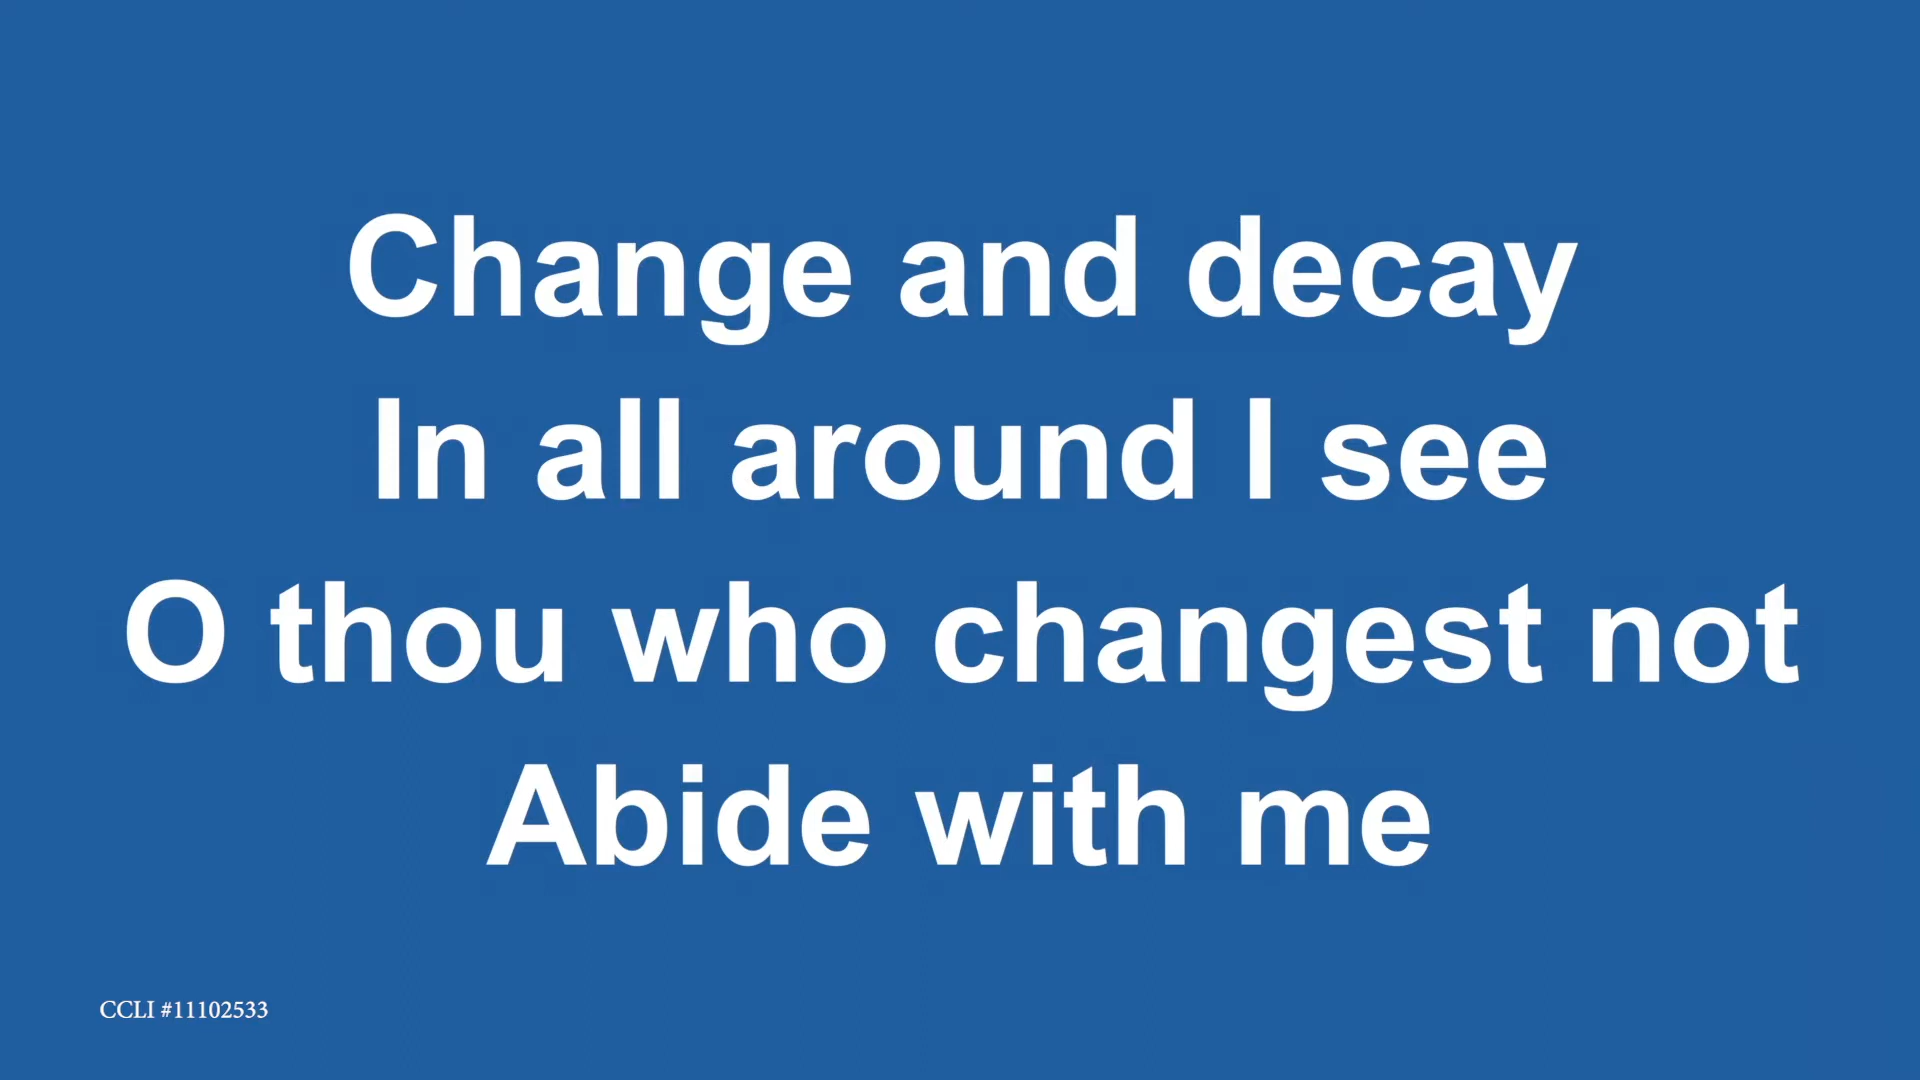 Change and decay
In all around I see
O thou who changest not
Abide with me
CCLI #11102533